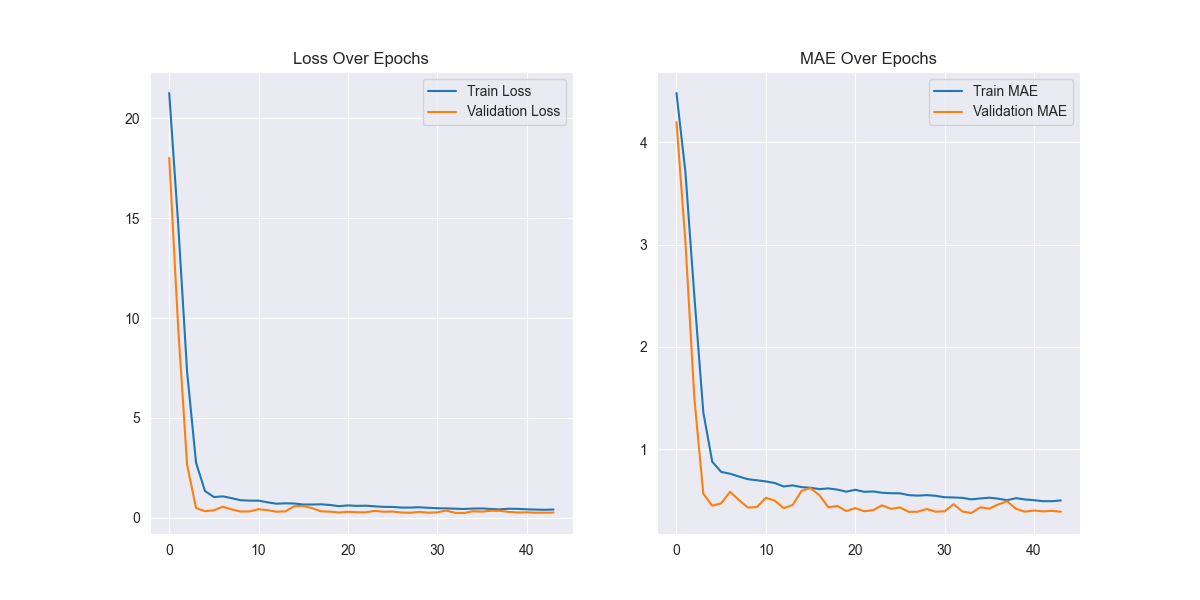 Loss Over Epochs
Train Loss
Validation Loss
20
15
10
5
0
0 10 20 30 40
MAE Over Epochs
Train MAE
Validation MAE
4
3
2
1
0 10 20 30 40